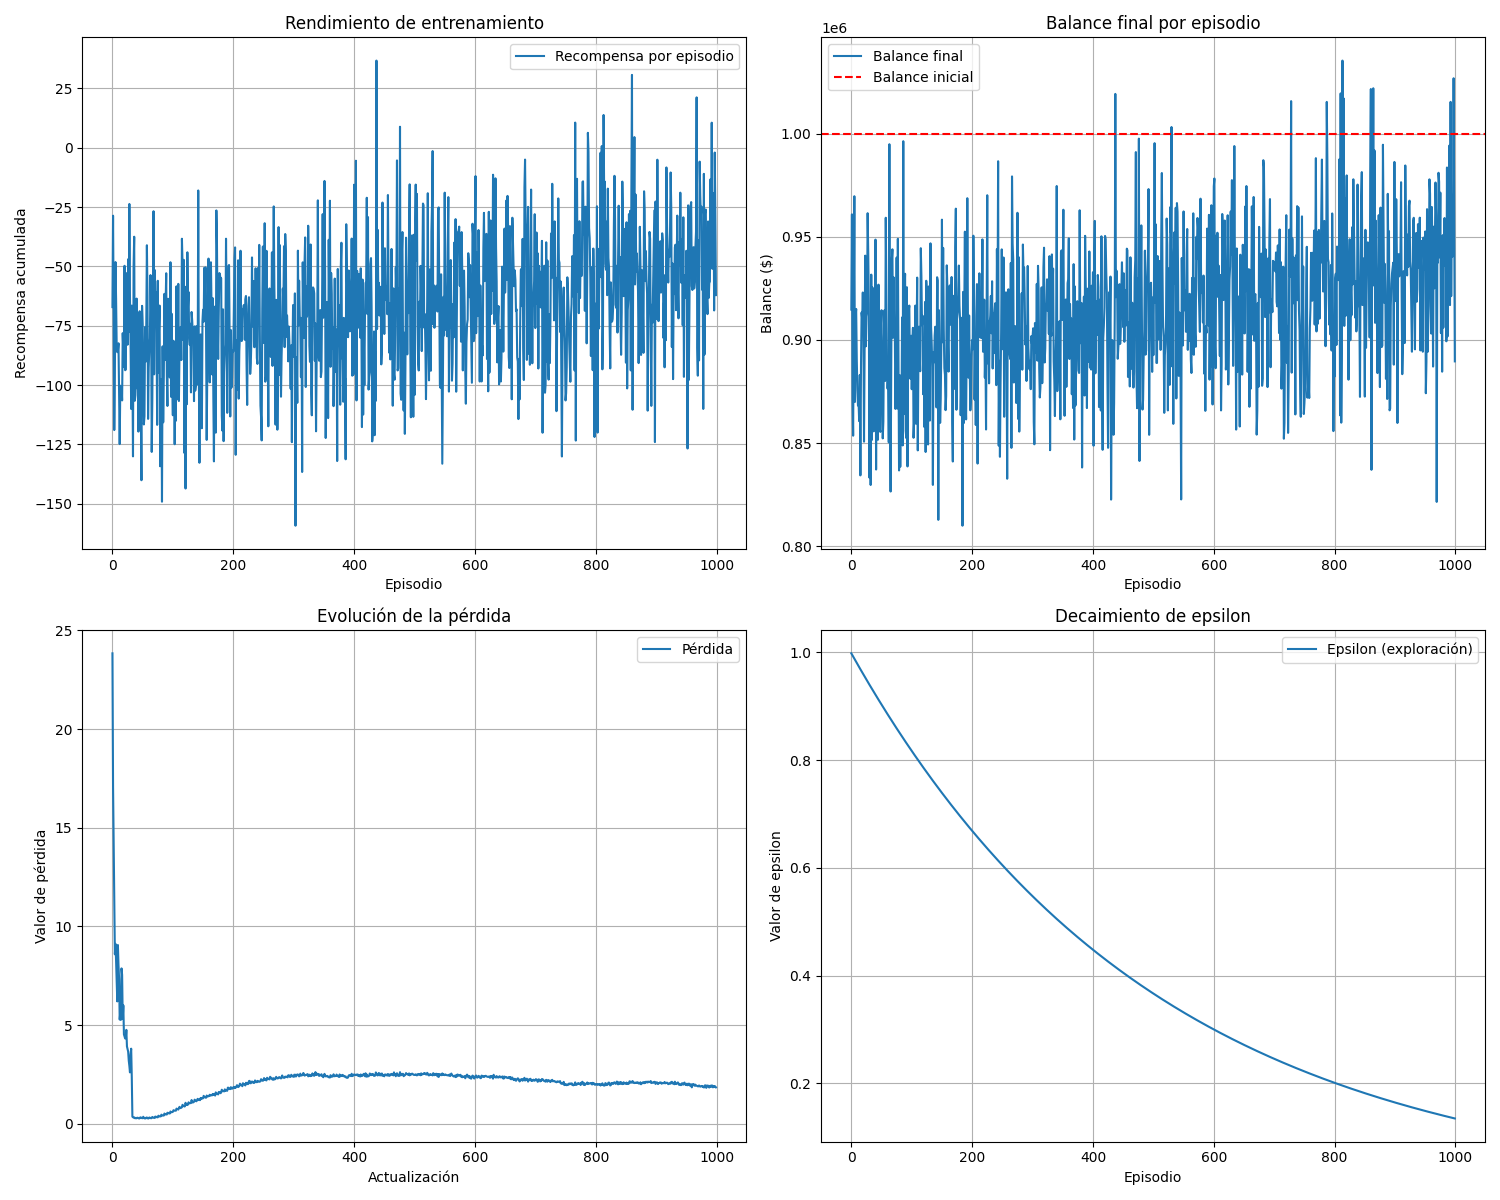 Rendimiento de entrenamiento
Recompensa por episodio
25
0
−25
−50
−75
−100
−125
−150
Recompensa acumulada
0 200 400 600 800 1000
Episodio
Balance final por episodio
1e6
Balance final
Balance inicial
1.00
0.95
0.90
0.85
0.80
Balance ($)
0 200 400 600 800 1000
Episodio
Evolución de la pérdida
Pérdida
25
20
15
10
5
0
Valor de pérdida
0 200 400 600 800 1000
Actualización
Decaimiento de epsilon
Epsilon (exploración)
1.0
0.8
0.6
0.4
0.2
Valor de epsilon
0 200 400 600 800 1000
Episodio